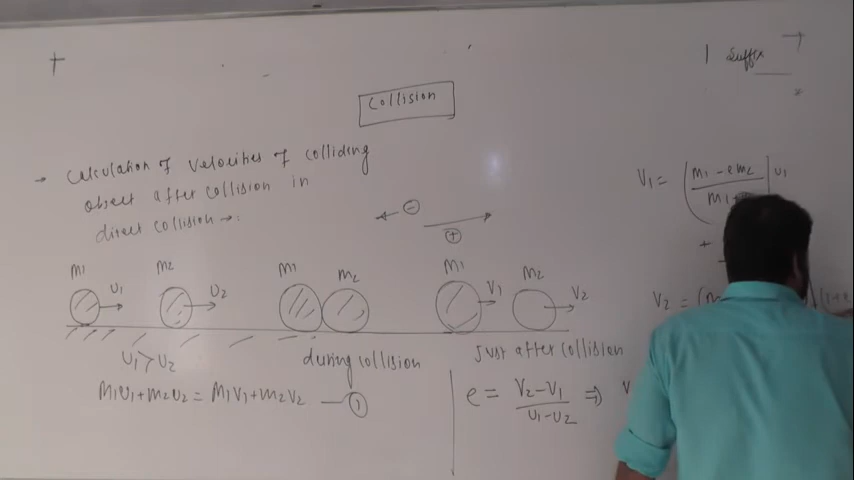 1 Suffix
Collision
→ Calculation of velocities of colliding
object after collision in
direct collision →:
⊖
⊕
V1 = (m1 - em2 / m1+ u1
+
m1 u1 m2 u2
m1 m2
m1 V1 m2 V2
V2 = (m (1+e
u1 > u2
during collision
Just after collision
m1u1 + m2u2 = m1v1 + m2v2 — ①
e = V2 - V1 / u1 - u2 ⇒ V